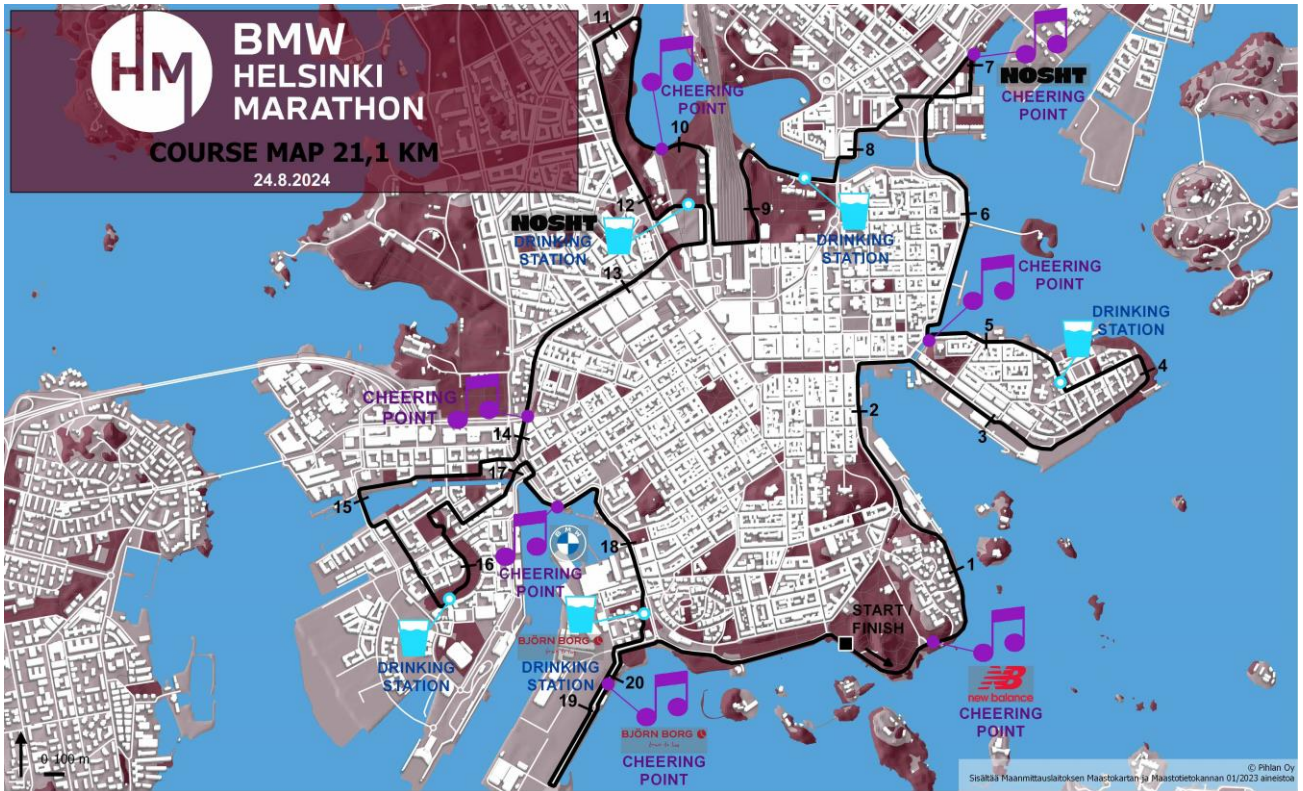 HM
BMW
HELSINKI
MARATHON
COURSE MAP 21,1 KM
24.8.2024
11
CHEERING
POINT
10
7
NOSHT
CHEERING
POINT
8
12
9
6
NOSHT
DRINKING
STATION
DRINKING
STATION
13
CHEERING
POINT
DRINKING
STATION
5
4
CHEERING
POINT
14
2
3
17
15
BMW
18
CHEERING
POINT
16
1
START /
FINISH
BJÖRN BORG
DRINKING
STATION
DRINKING
STATION
new balance
CHEERING
POINT
20
19
BJÖRN BORG
CHEERING
POINT
0 100 m
© Pihlan Oy
Sisältää Maanmittauslaitoksen Maastokartan ja Maastotietokannan 01/2023 aineistoa